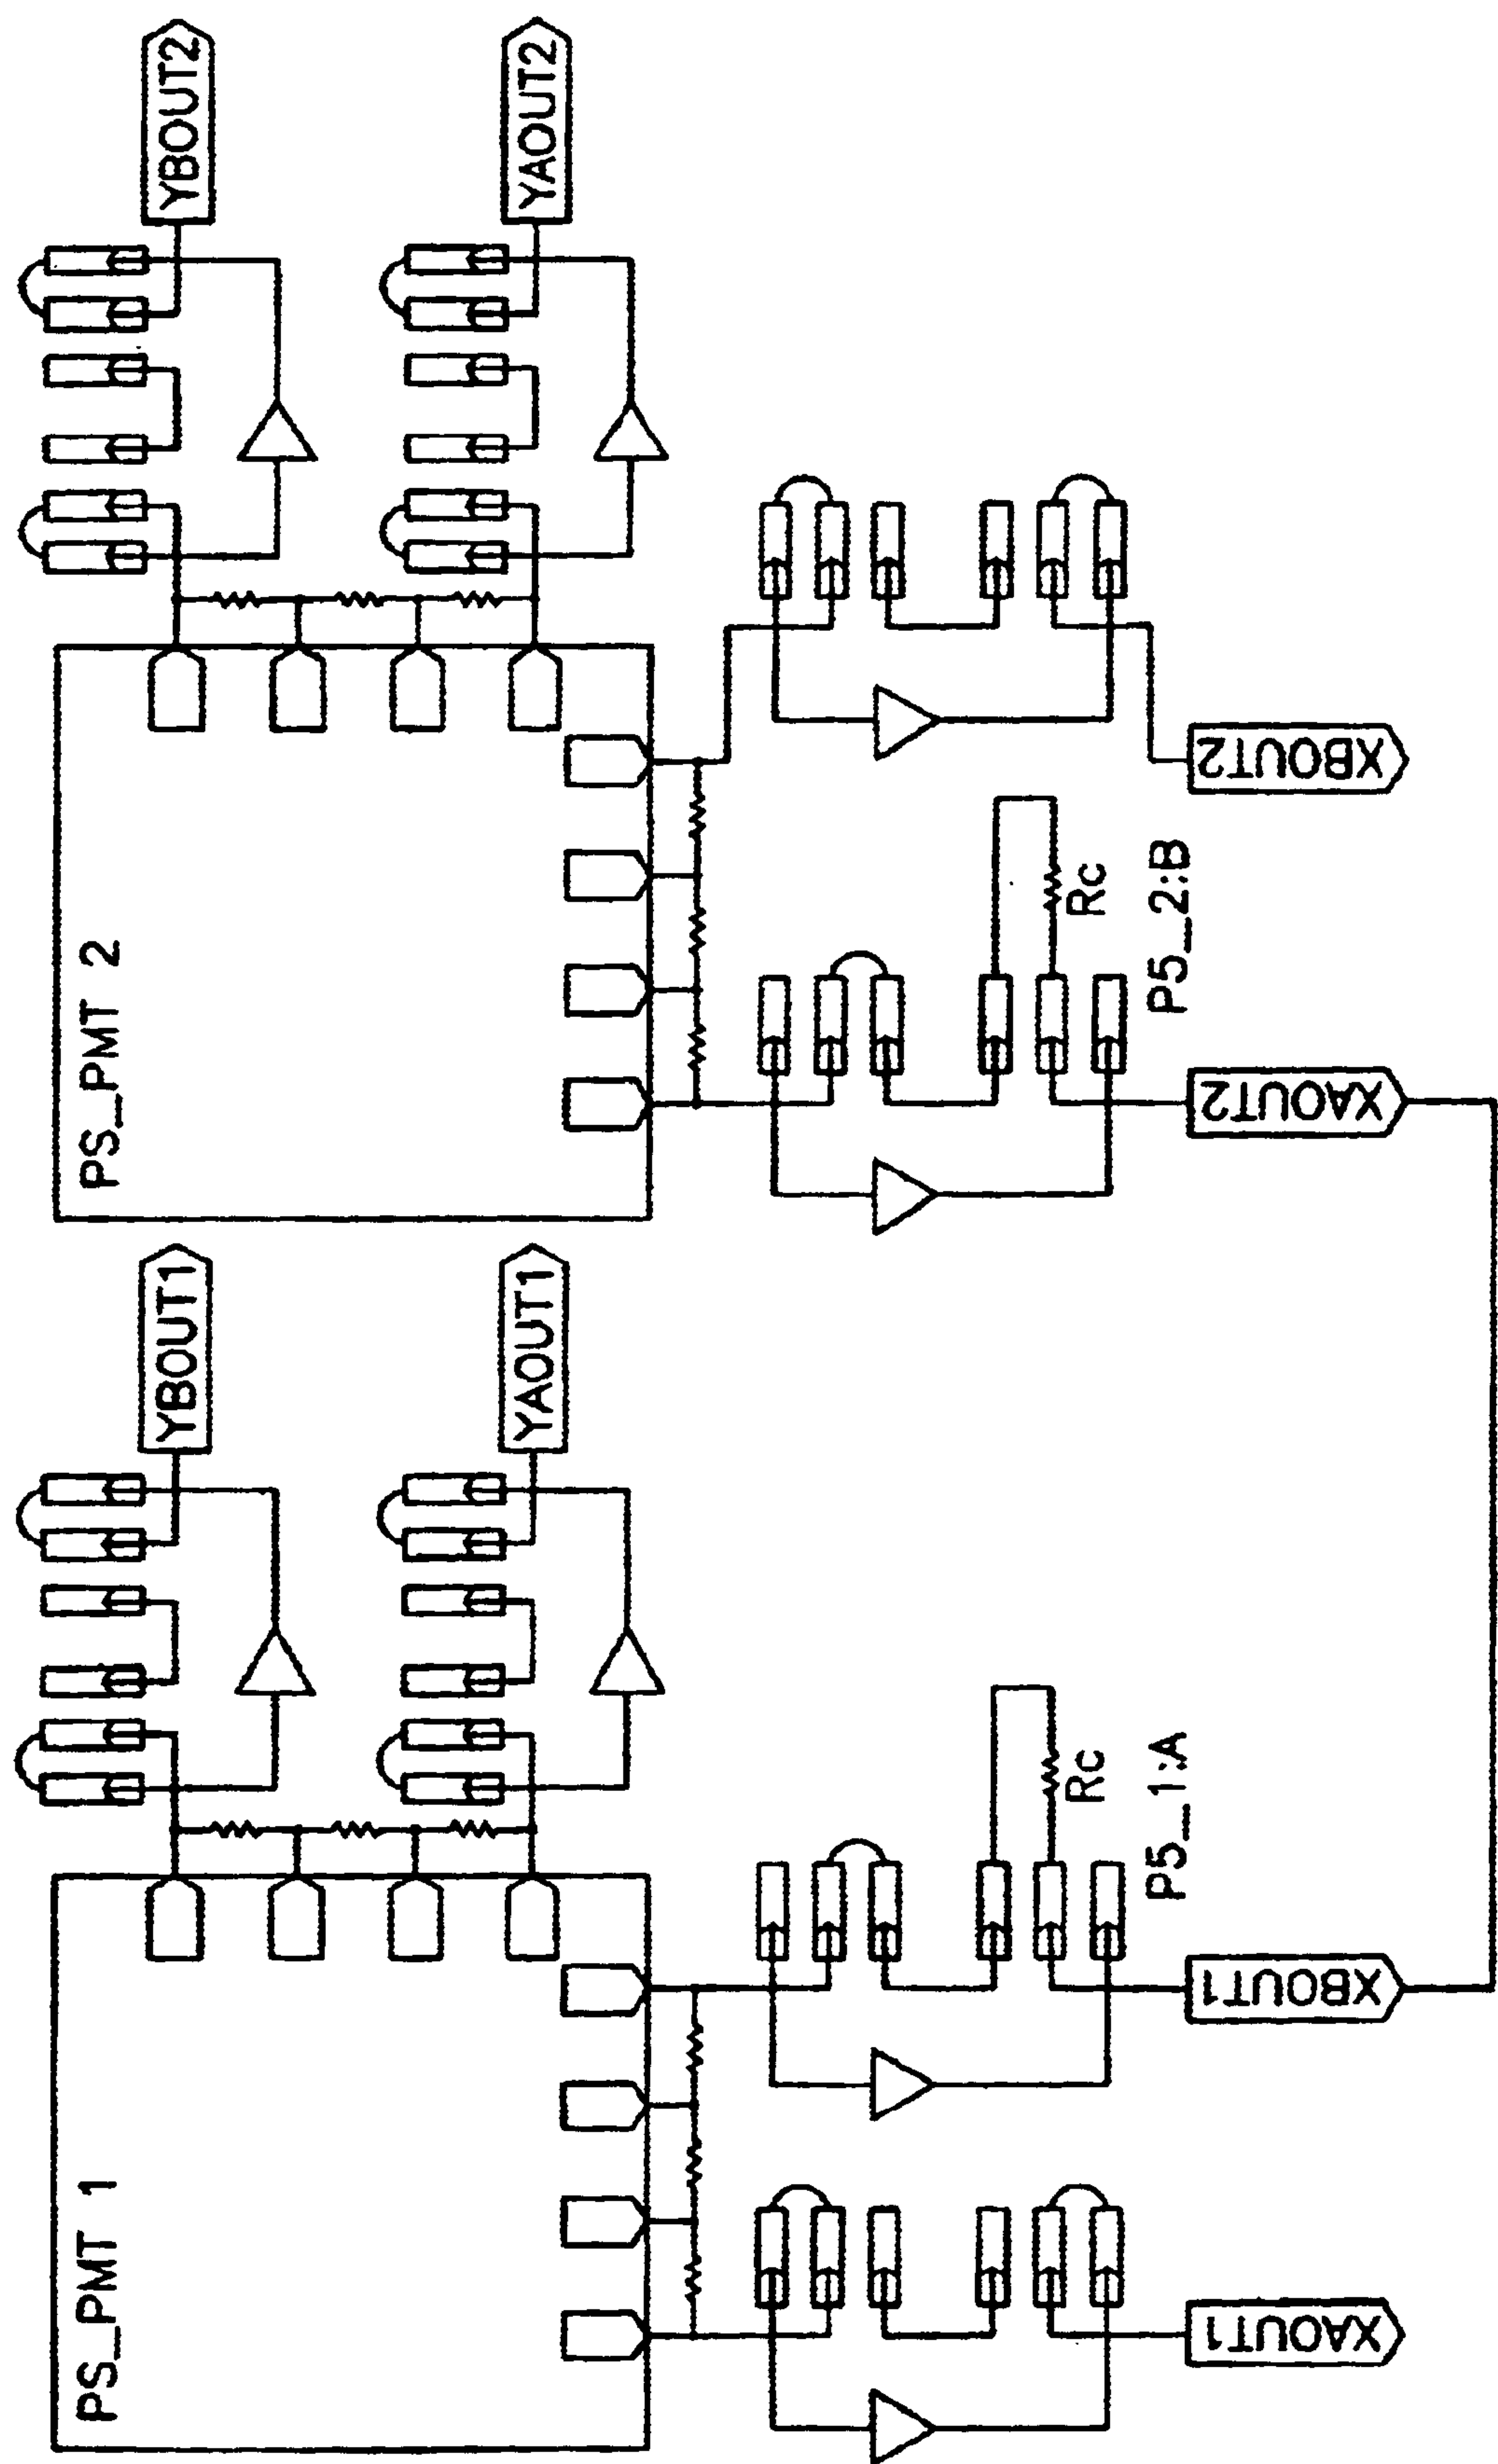 YBOUT2
YAOUT2
PS_PMT 2
XBOUT2
Rc
P5_2:B
XAOUT2
YBOUT1
YAOUT1
PS_PMT 1
Rc
P5_1:A
XBOUT1
XAOUT1